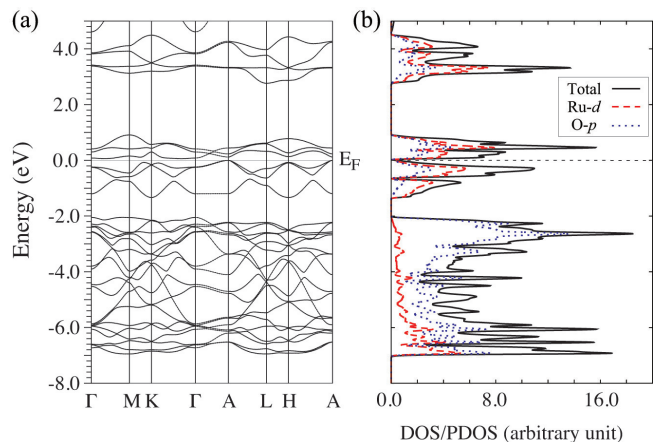 (a)
(b)
4.0
2.0
0.0
-2.0
-4.0
-6.0
-8.0
Energy (eV)
Γ M K Γ A L H A
E_F
Total
Ru-d
O-p
0.0 8.0 16.0
DOS/PDOS (arbitrary unit)